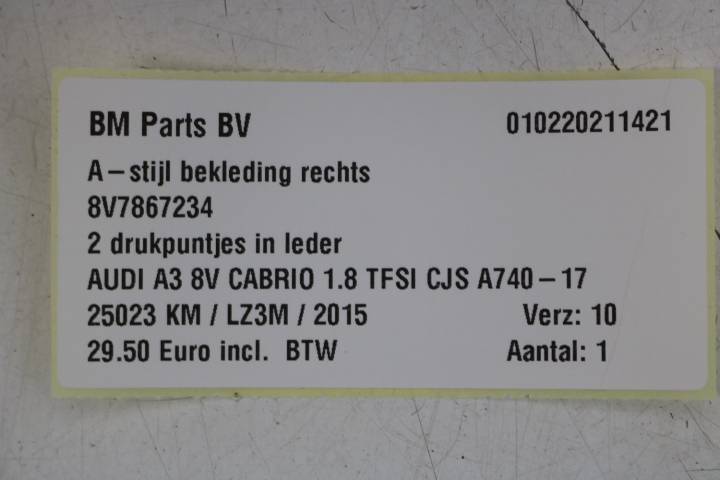 BM Parts BV 010220211421
A-stijl bekleding rechts
8V7867234
2 drukpuntjes in leder
AUDI A3 8V CABRIO 1.8 TFSI CJS A740-17
25023 KM / LZ3M / 2015 Verz: 10
29.50 Euro incl. BTW Aantal: 1